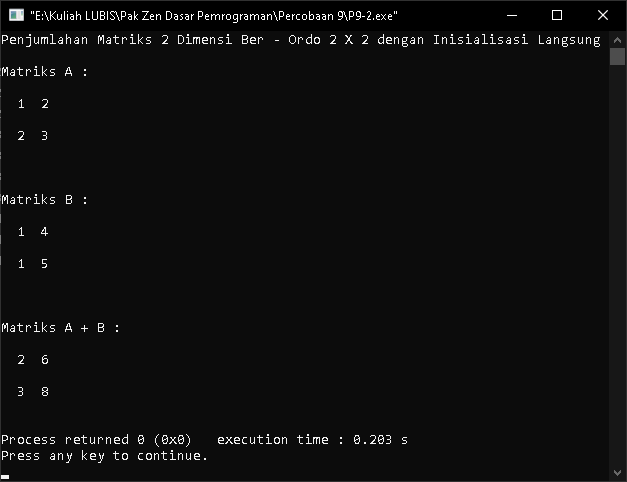 "E:\Kuliah LUBIS\Pak Zen Dasar Pemrograman\Percobaan 9\P9-2.exe"
Penjumlahan Matriks 2 Dimensi Ber - Ordo 2 X 2 dengan Inisialisasi Langsung
Matriks A :
1 2
2 3
Matriks B :
1 4
1 5
Matriks A + B :
2 6
3 8
Process returned 0 (0x0)   execution time : 0.203 s
Press any key to continue.